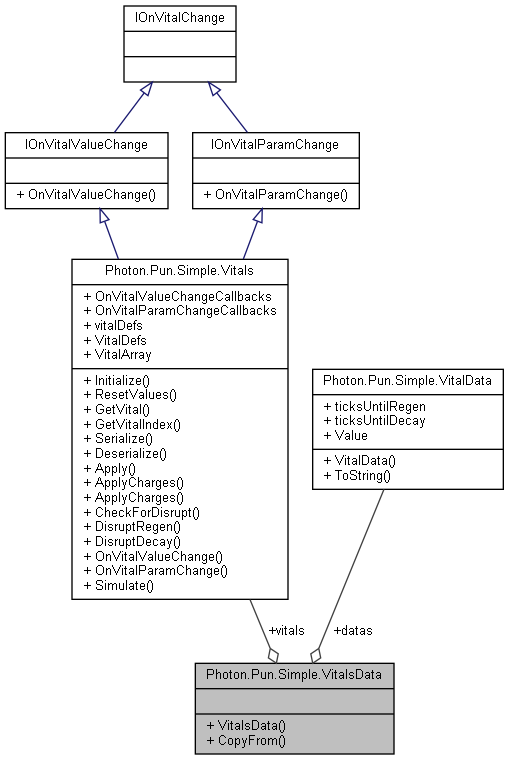 IOnVitalChange
IOnVitalValueChange
+ OnVitalValueChange()
IOnVitalParamChange
+ OnVitalParamChange()
Photon.Pun.Simple.Vitals
+ OnVitalValueChangeCallbacks
+ OnVitalParamChangeCallbacks
+ vitalDefs
+ VitalDefs
+ VitalArray
+ Initialize()
+ ResetValues()
+ GetVital()
+ GetVitalIndex()
+ Serialize()
+ Deserialize()
+ Apply()
+ ApplyCharges()
+ ApplyCharges()
+ CheckForDisrupt()
+ DisruptRegen()
+ DisruptDecay()
+ OnVitalValueChange()
+ OnVitalParamChange()
+ Simulate()
Photon.Pun.Simple.VitalData
+ ticksUntilRegen
+ ticksUntilDecay
+ Value
+ VitalData()
+ ToString()
+vitals
+datas
Photon.Pun.Simple.VitalsData
+ VitalsData()
+ CopyFrom()